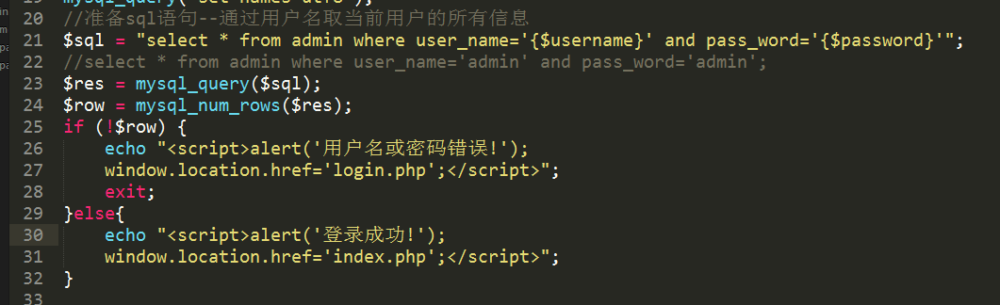 mysql_query("set names utf8");
20 //准备sql语句--通过用户名取当前用户的所有信息
21 $sql = "select * from admin where user_name='{$username}' and pass_word='{$password}'";
22 //select * from admin where user_name='admin' and pass_word='admin';
23 $res = mysql_query($sql);
24 $row = mysql_num_rows($res);
25 if (!$row) {
26 echo "<script>alert('用户名或密码错误!');
27 window.location.href='login.php';</script>";
28 exit;
29 }else{
30 echo "<script>alert('登录成功!');
31 window.location.href='index.php';</script>";
32 }
33